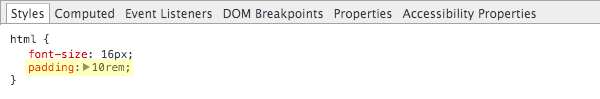 Styles Computed Event Listeners DOM Breakpoints Properties Accessibility Properties
html {
font-size: 16px;
padding: 10rem;
}